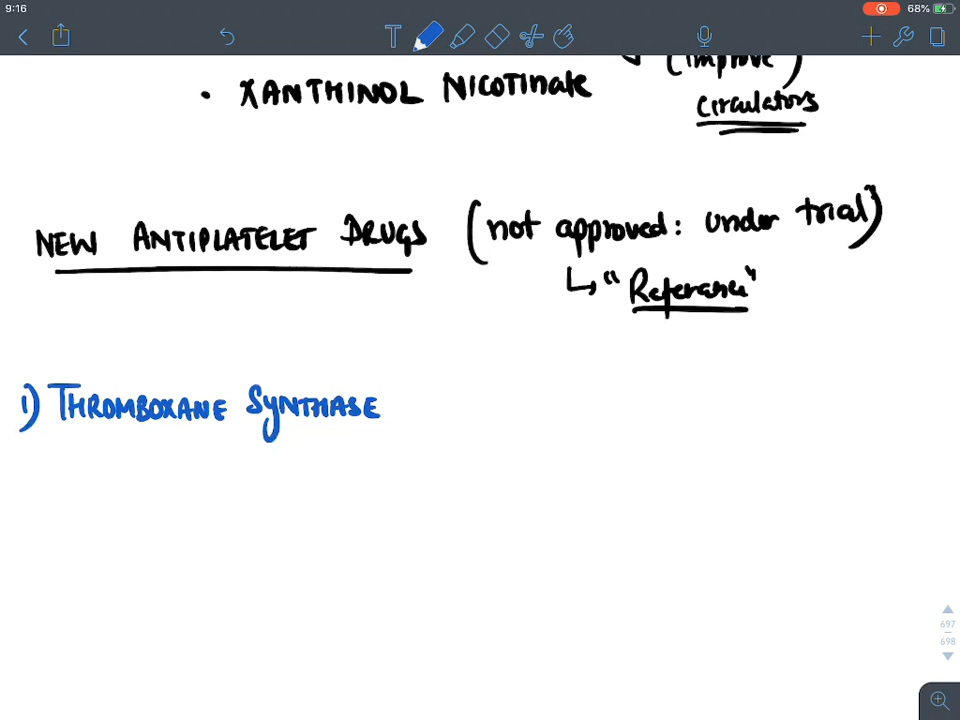 9:16
68%
T
(improve)
• XANTHINOL NICOTINATE
Circulators
NEW ANTIPLATELET DRUGS (not approved: under trial)
↳ "Reference"
1) THROMBOXANE SYNTHASE
697
698